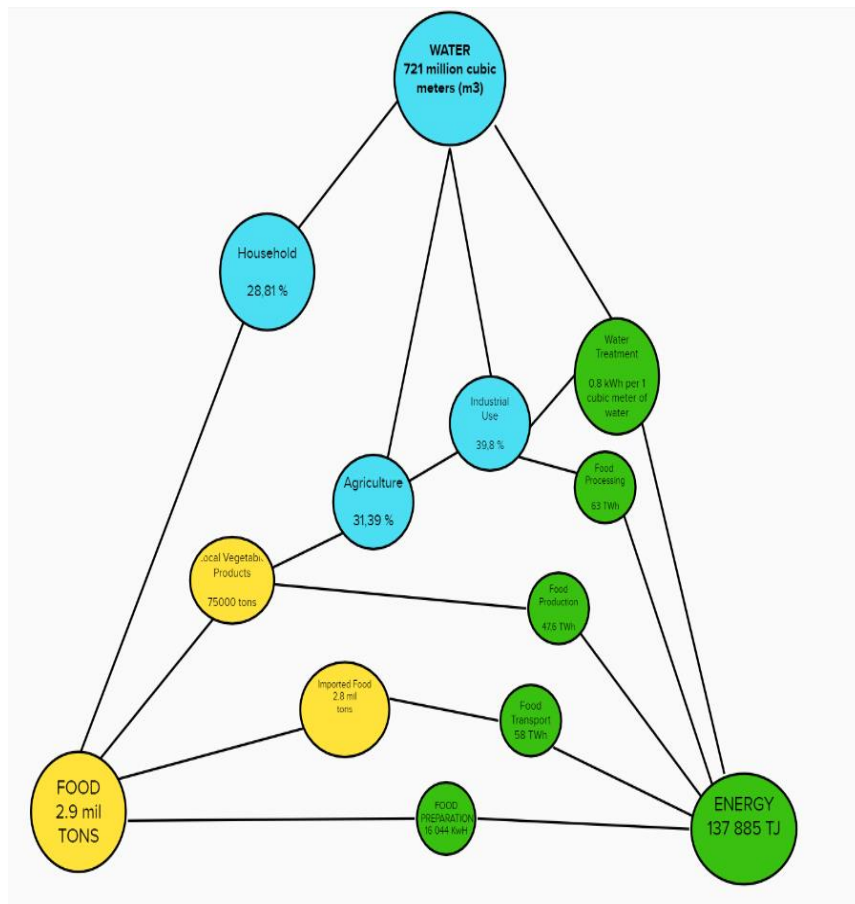 WATER
721 million cubic
meters (m3)
Household
28,81 %
Water
Treatment
0.8 kWh per 1
cubic meter of
water
Industrial
Use
39,8 %
Food
Processing
63 TWh
Agriculture
31,39 %
ocal Vegetab
Products
75000 tons
Food
Production
47,6 TWh
Imported Food
2.8 mil
tons
Food
Transport
58 TWh
FOOD
2.9 mil
TONS
FOOD
PREPARATION
16 044 KwH
ENERGY
137 885 TJ